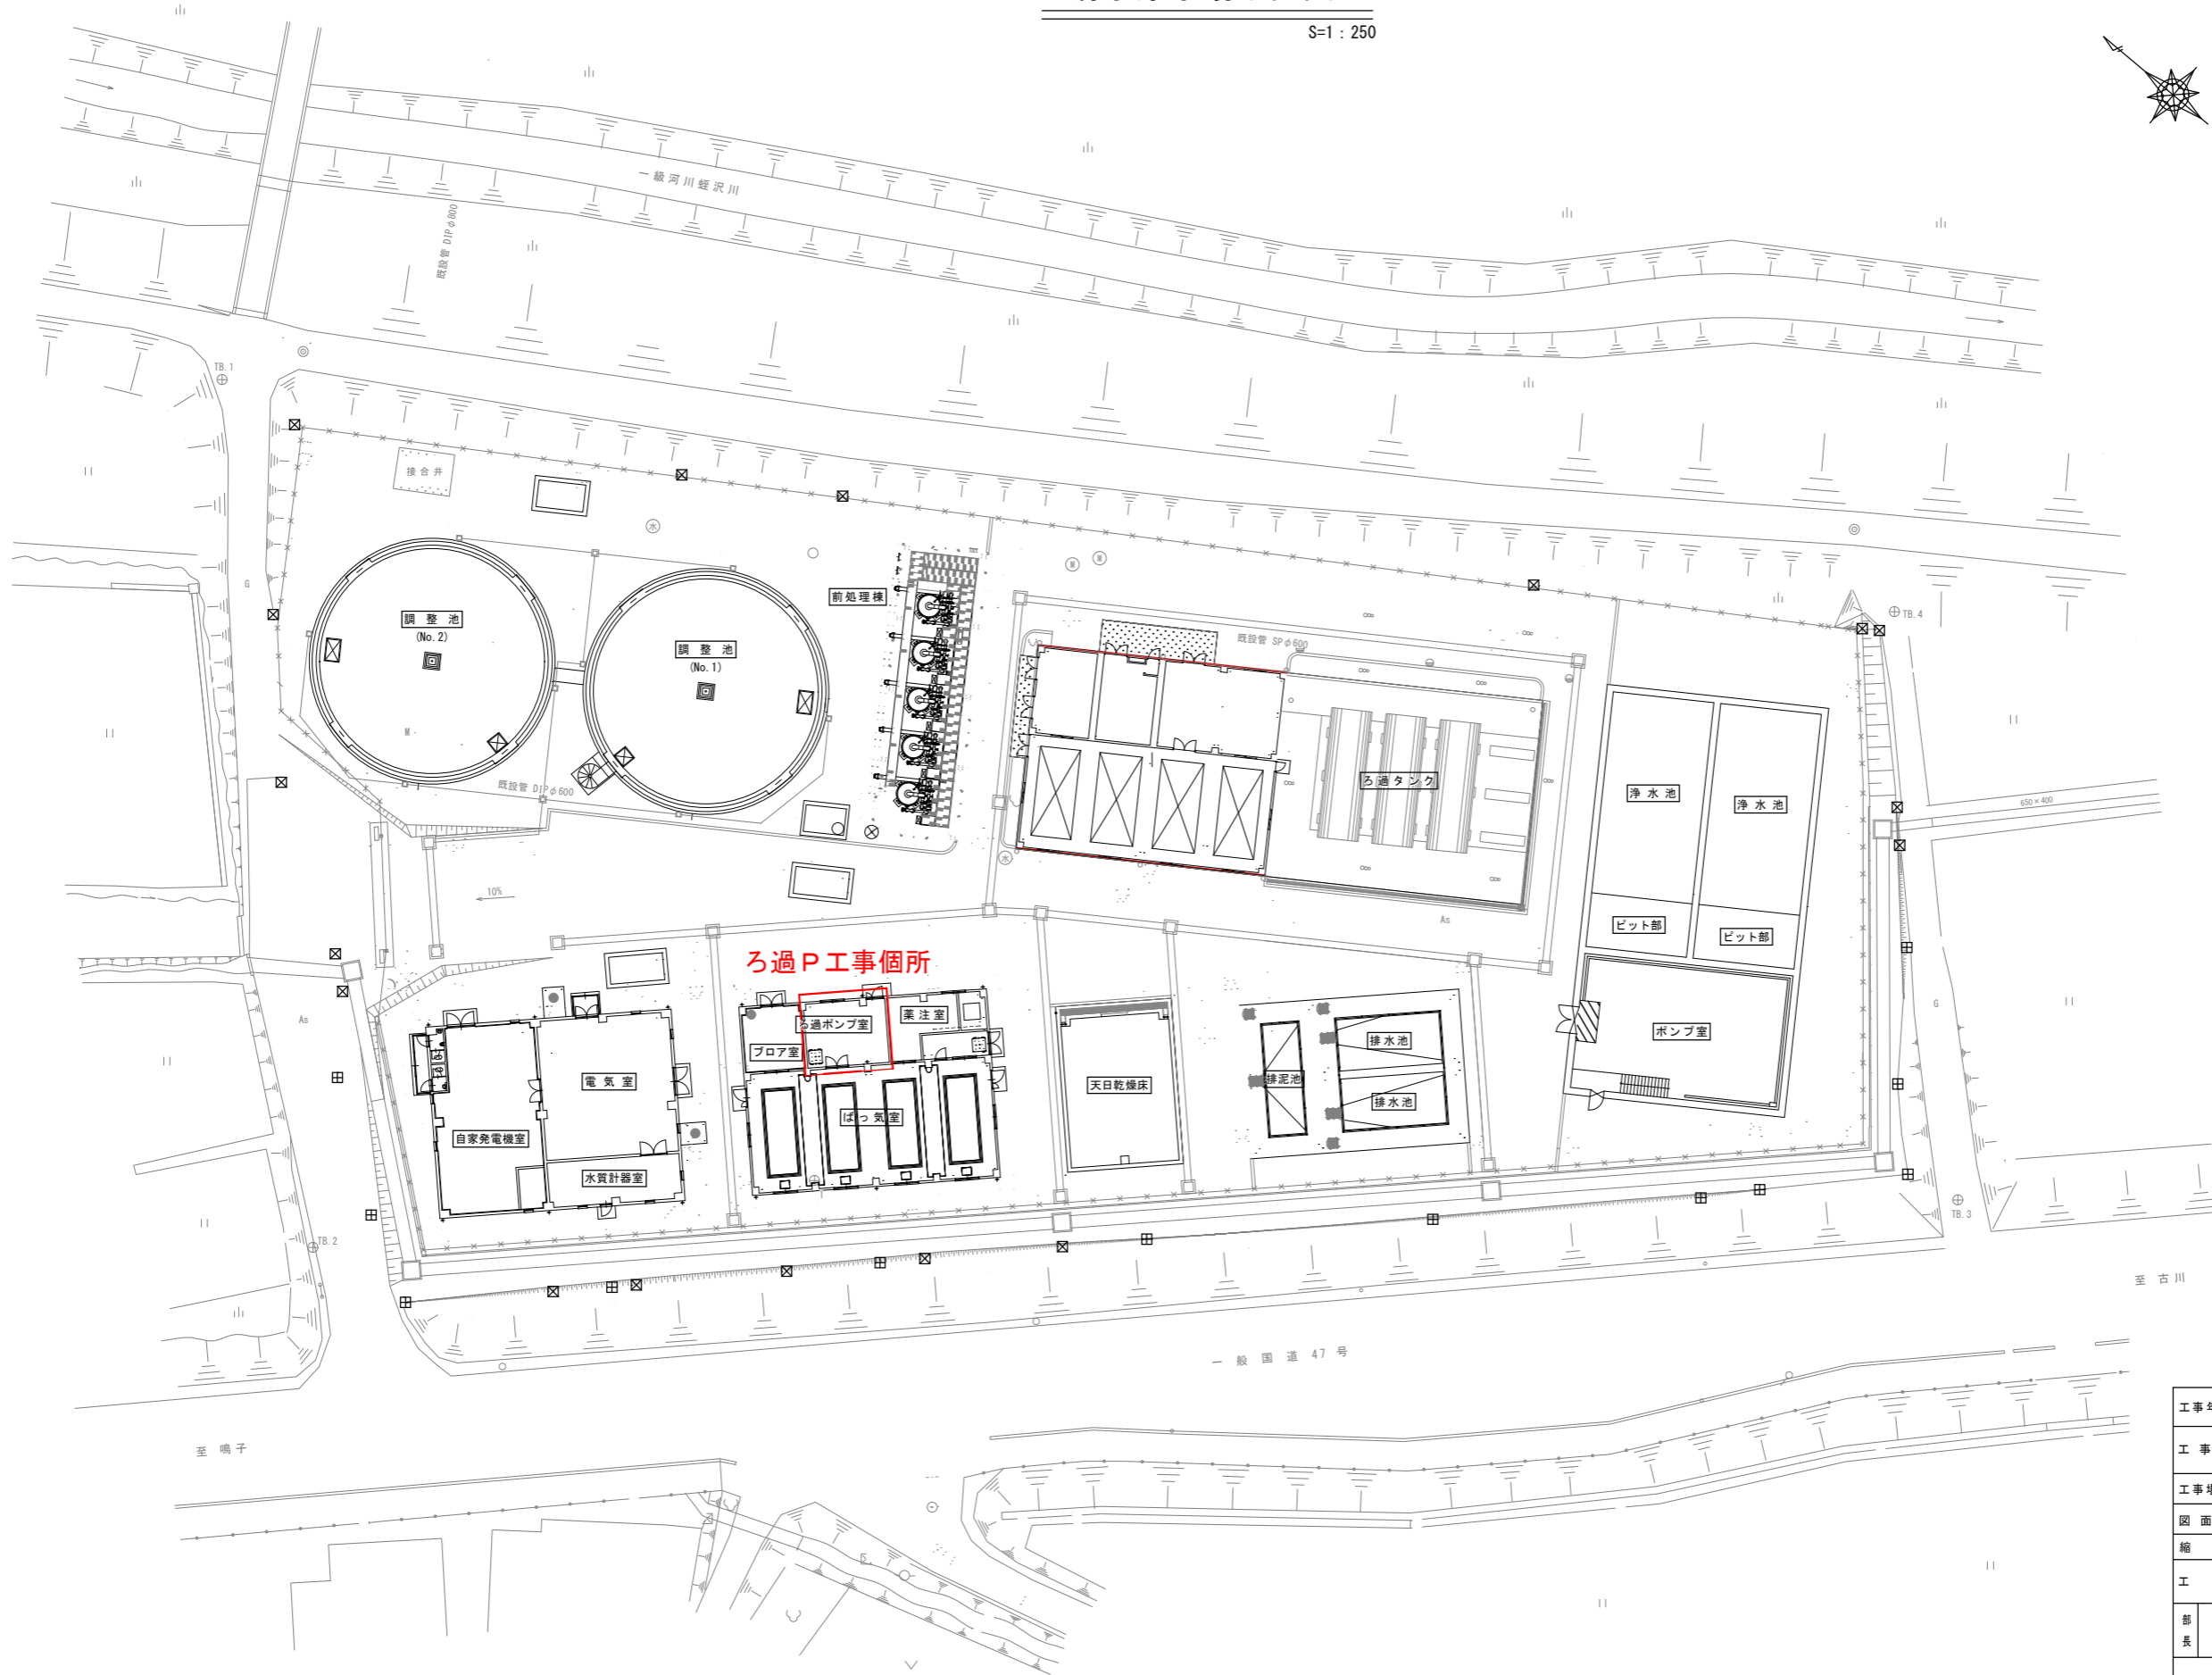 S=1 : 250
一級河川蛭沢川
既設管 DIPφ800
TB.1
接合井
水
G
調整池
(No.2)
調整池
(No.1)
前処理棟
M
M
M
既設管 SPφ600
TB.4
既設管 DIPφ600
ろ過タンク
浄水池
浄水池
650×400
水
10%
As
ピット部
ピット部
ろ過P工事個所
As
ろ過ポンプ室
薬注室
ブロア室
G
ポンプ室
電気室
天日乾燥床
排泥池
排水池
排水池
ばっ気室
自家発電機室
水質計器室
TB.2
TB.3
至 古川
一般国道 47 号
至 鳴子
工事
工事
工事
図面
縮
工
部長